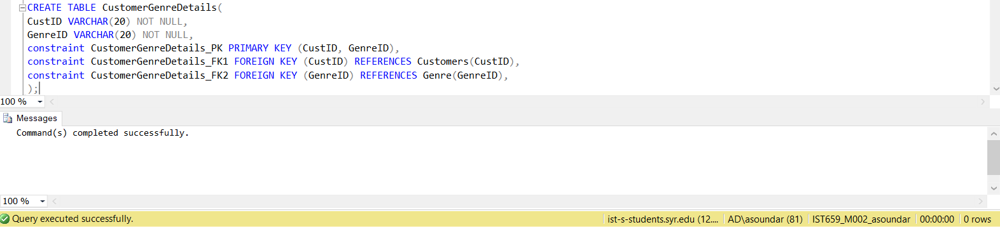 CREATE TABLE CustomerGenreDetails(
CustID VARCHAR(20) NOT NULL,
GenreID VARCHAR(20) NOT NULL,
constraint CustomerGenreDetails_PK PRIMARY KEY (CustID, GenreID),
constraint CustomerGenreDetails_FK1 FOREIGN KEY (CustID) REFERENCES Customers(CustID),
constraint CustomerGenreDetails_FK2 FOREIGN KEY (GenreID) REFERENCES Genre(GenreID),
);
100 %
Messages
Command(s) completed successfully.
100 %
Query executed successfully. ist-s-students.syr.edu (12.... AD\asoundar (81) IST659_M002_asoundar 00:00:00 0 rows